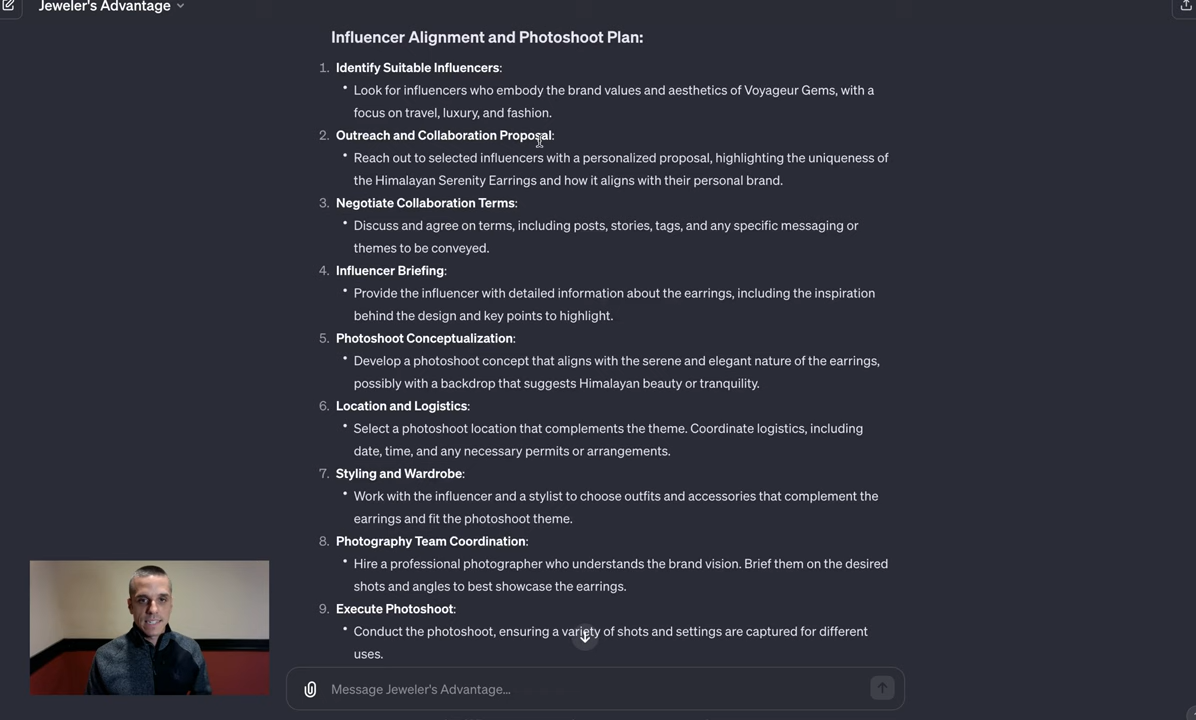 Jeweler's Advantage
Influencer Alignment and Photoshoot Plan:
1. Identify Suitable Influencers:
• Look for influencers who embody the brand values and aesthetics of Voyageur Gems, with a
focus on travel, luxury, and fashion.
2. Outreach and Collaboration Proposal:
• Reach out to selected influencers with a personalized proposal, highlighting the uniqueness of
the Himalayan Serenity Earrings and how it aligns with their personal brand.
3. Negotiate Collaboration Terms:
• Discuss and agree on terms, including posts, stories, tags, and any specific messaging or
themes to be conveyed.
4. Influencer Briefing:
• Provide the influencer with detailed information about the earrings, including the inspiration
behind the design and key points to highlight.
5. Photoshoot Conceptualization:
• Develop a photoshoot concept that aligns with the serene and elegant nature of the earrings,
possibly with a backdrop that suggests Himalayan beauty or tranquility.
6. Location and Logistics:
• Select a photoshoot location that complements the theme. Coordinate logistics, including
date, time, and any necessary permits or arrangements.
7. Styling and Wardrobe:
• Work with the influencer and a stylist to choose outfits and accessories that complement the
earrings and fit the photoshoot theme.
8. Photography Team Coordination:
• Hire a professional photographer who understands the brand vision. Brief them on the desired
shots and angles to best showcase the earrings.
9. Execute Photoshoot:
• Conduct the photoshoot, ensuring a variety of shots and settings are captured for different
uses.
Message Jeweler's Advantage...